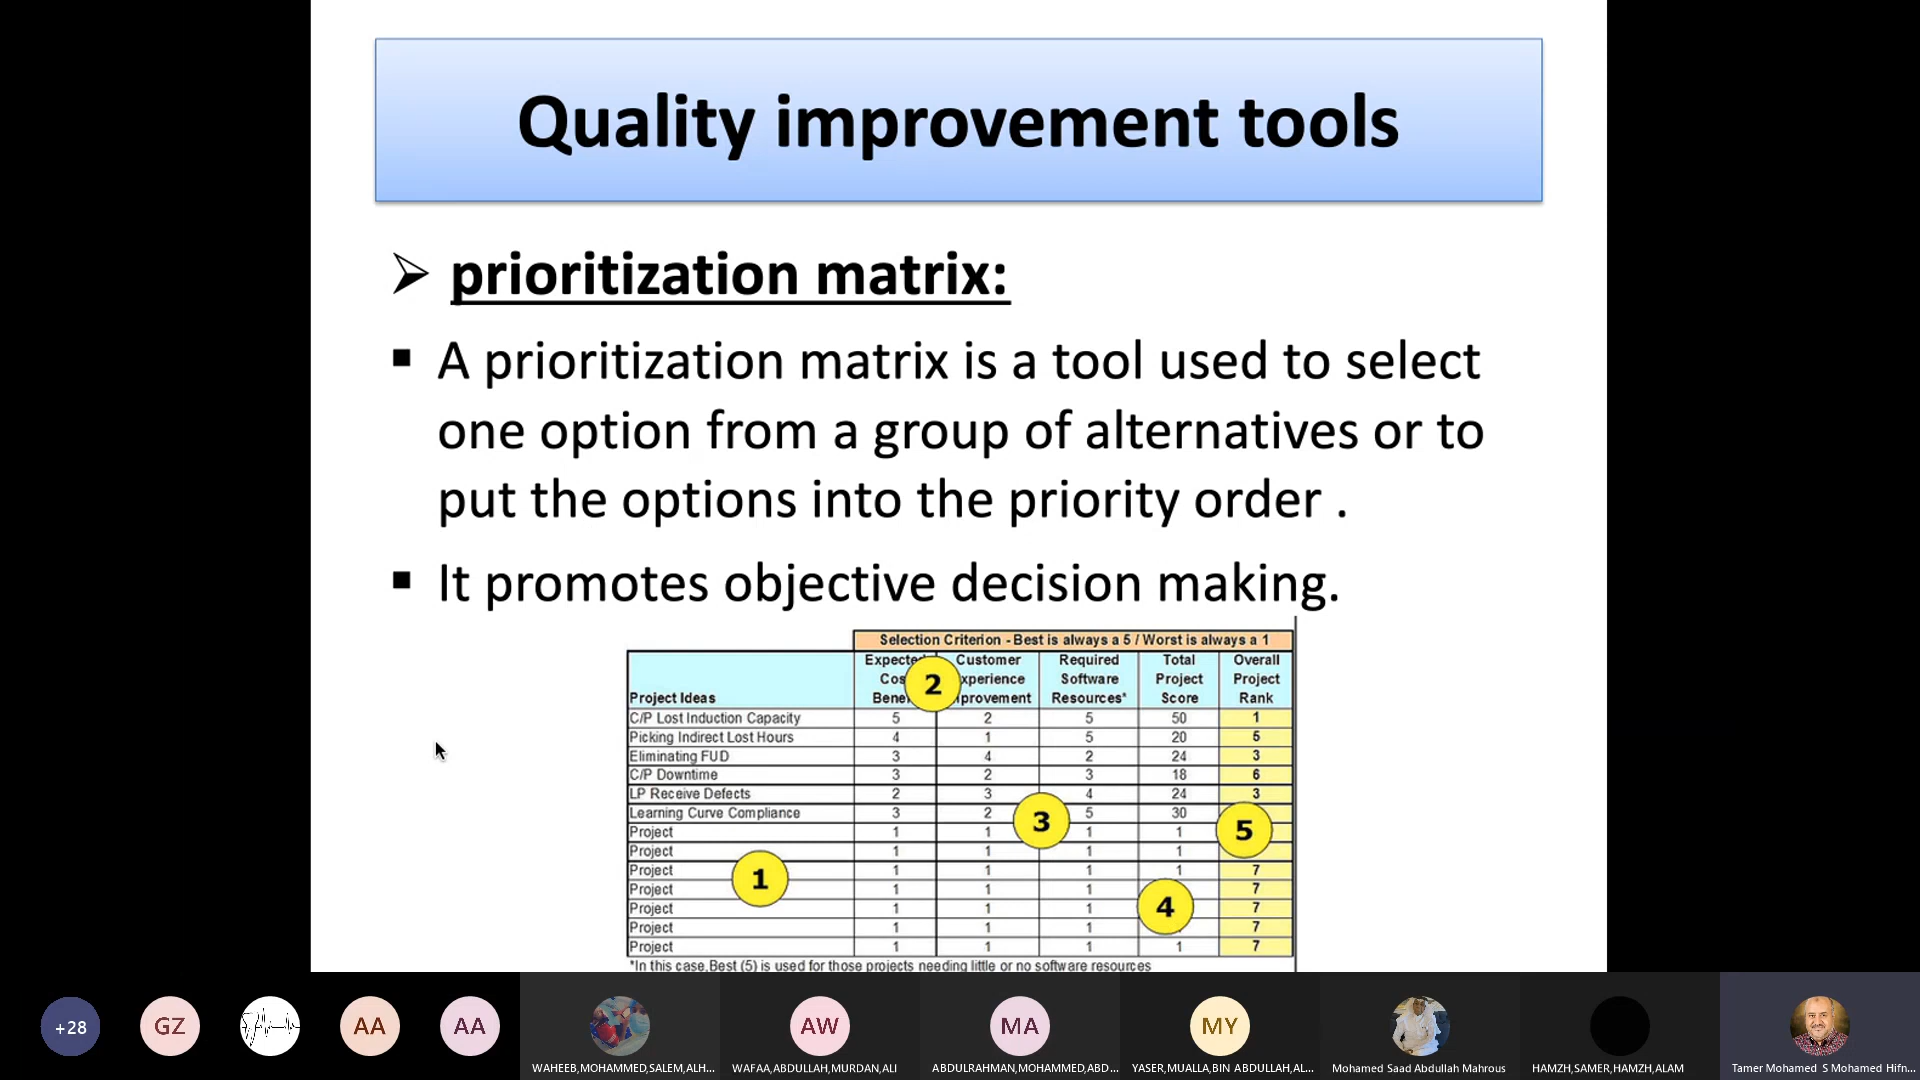 Quality improvement tools
prioritization matrix:
A prioritization matrix is a tool used to select
one option from a group of alternatives or to
put the options into the priority order .
It promotes objective decision making.
Selection Criterion - Best is always a 5 / Worst is always a 1
Customer Required Total Overall
Software Project Project
Project Ideas Resources* Score Rank
C/P Lost Induction Capacity 5 2 5 50 1
Picking Indirect Lost Hours 4 1 5 20 5
Eliminating FUD 3 4 2 24 3
C/P Downtime 3 2 3 18 6
LP Receive Defects 2 3 4 24 3
Learning Curve Compliance 3 2 5 30
Project 1 1 1 1
Project 1 1 1 1
Project 1 1 1 1 7
Project 1 1 1 7
Project 1 1 1 7
Project 1 1 1 7
Project 1 1 1 1 7
1
2
3
4
5
*In this case,Best (5) is used for those projects needing little or no software resources
+28
GZ
AA
AA
AW
MA
MY
WAHEEB,MOHAMMED,SALEM,ALH...
WAFAA,ABDULLAH,MURDAN,ALI
ABDULRAHMAN,MOHAMMED,ABD...
YASER,MUALLA,BIN ABDULLAH,AL...
Mohamed Saad Abdullah Mahrous
HAMZH,SAMER,HAMZH,ALAM
Tamer Mohamed S Mohamed Hifn...